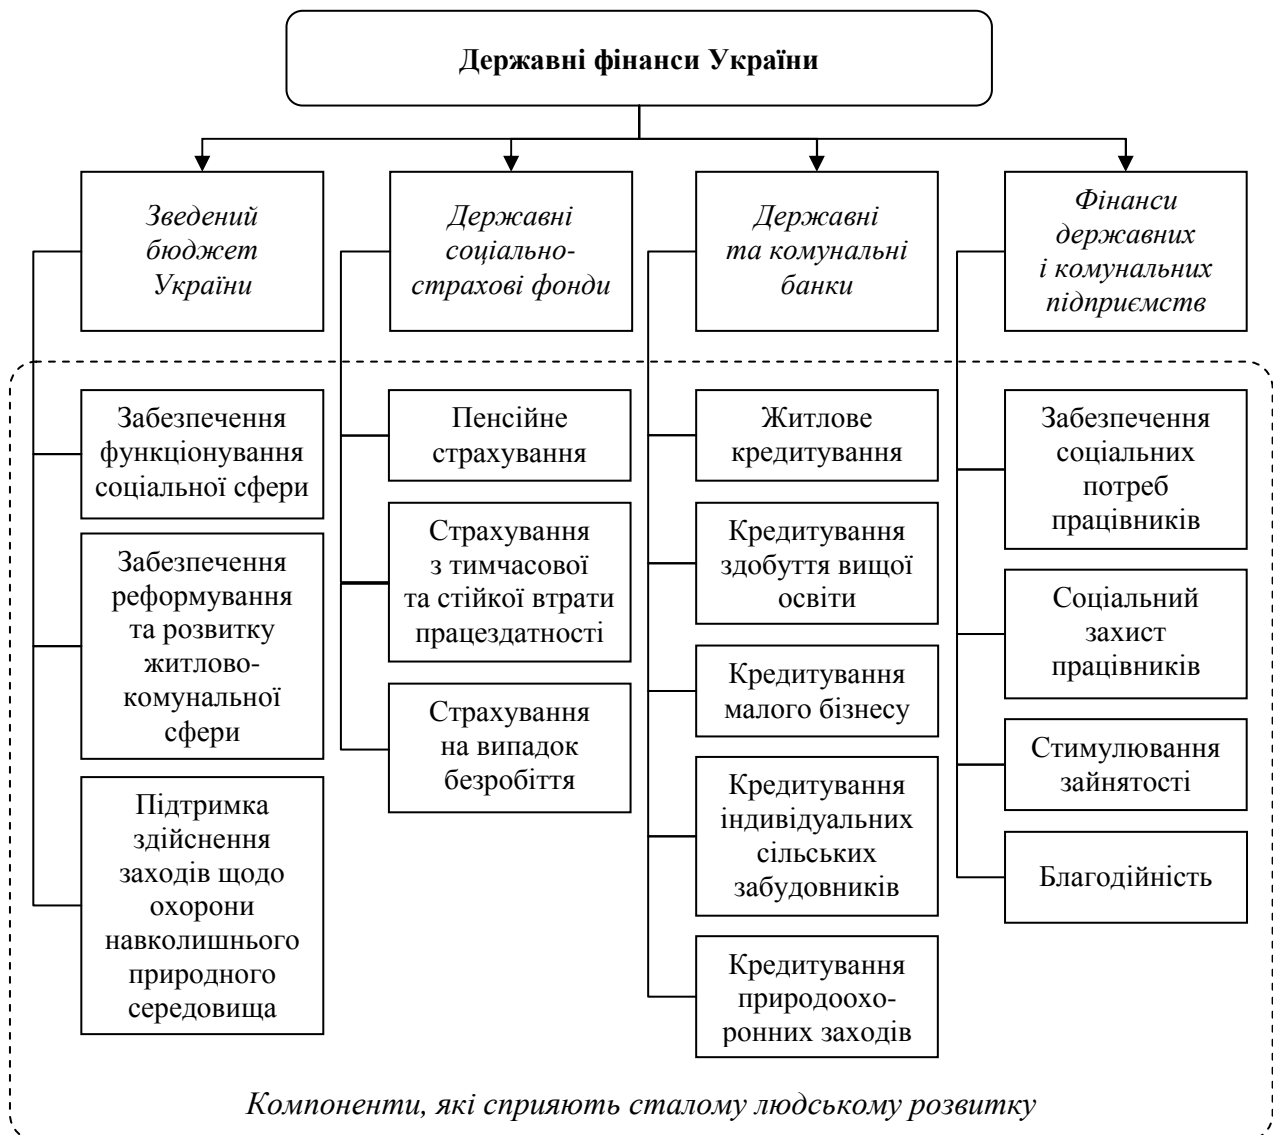 Державні фінанси України
Зведений
бюджет
України
Державні
соціально-
страхові фонди
Державні
та комунальні
банки
Фінанси
державних
і комунальних
підприємств
Забезпечення
функціонування
соціальної сфери
Забезпечення
реформування
та розвитку
житлово-
комунальної
сфери
Підтримка
здійснення
заходів щодо
охорони
навколишнього
природного
середовища
Пенсійне
страхування
Страхування
з тимчасової
та стійкої втрати
працездатності
Страхування
на випадок
безробіття
Житлове
кредитування
Кредитування
здобуття вищої
освіти
Кредитування
малого бізнесу
Кредитування
індивідуальних
сільських
забудовників
Кредитування
природоохо-
ронних заходів
Забезпечення
соціальних
потреб
працівників
Соціальний
захист
працівників
Стимулювання
зайнятості
Благодійність
Компоненти, які сприяють сталому людському розвитку